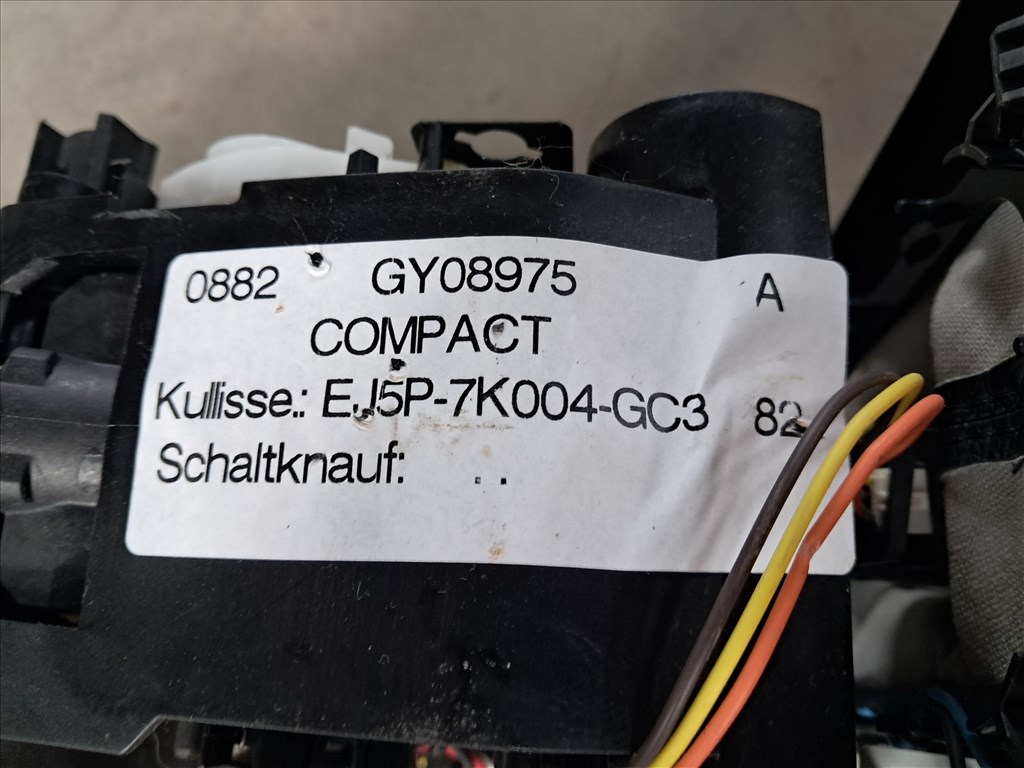 0882 GY08975 A
COMPACT
Kullisse.: EJ5P-7K004-GC3 82
Schaltknauf: ..